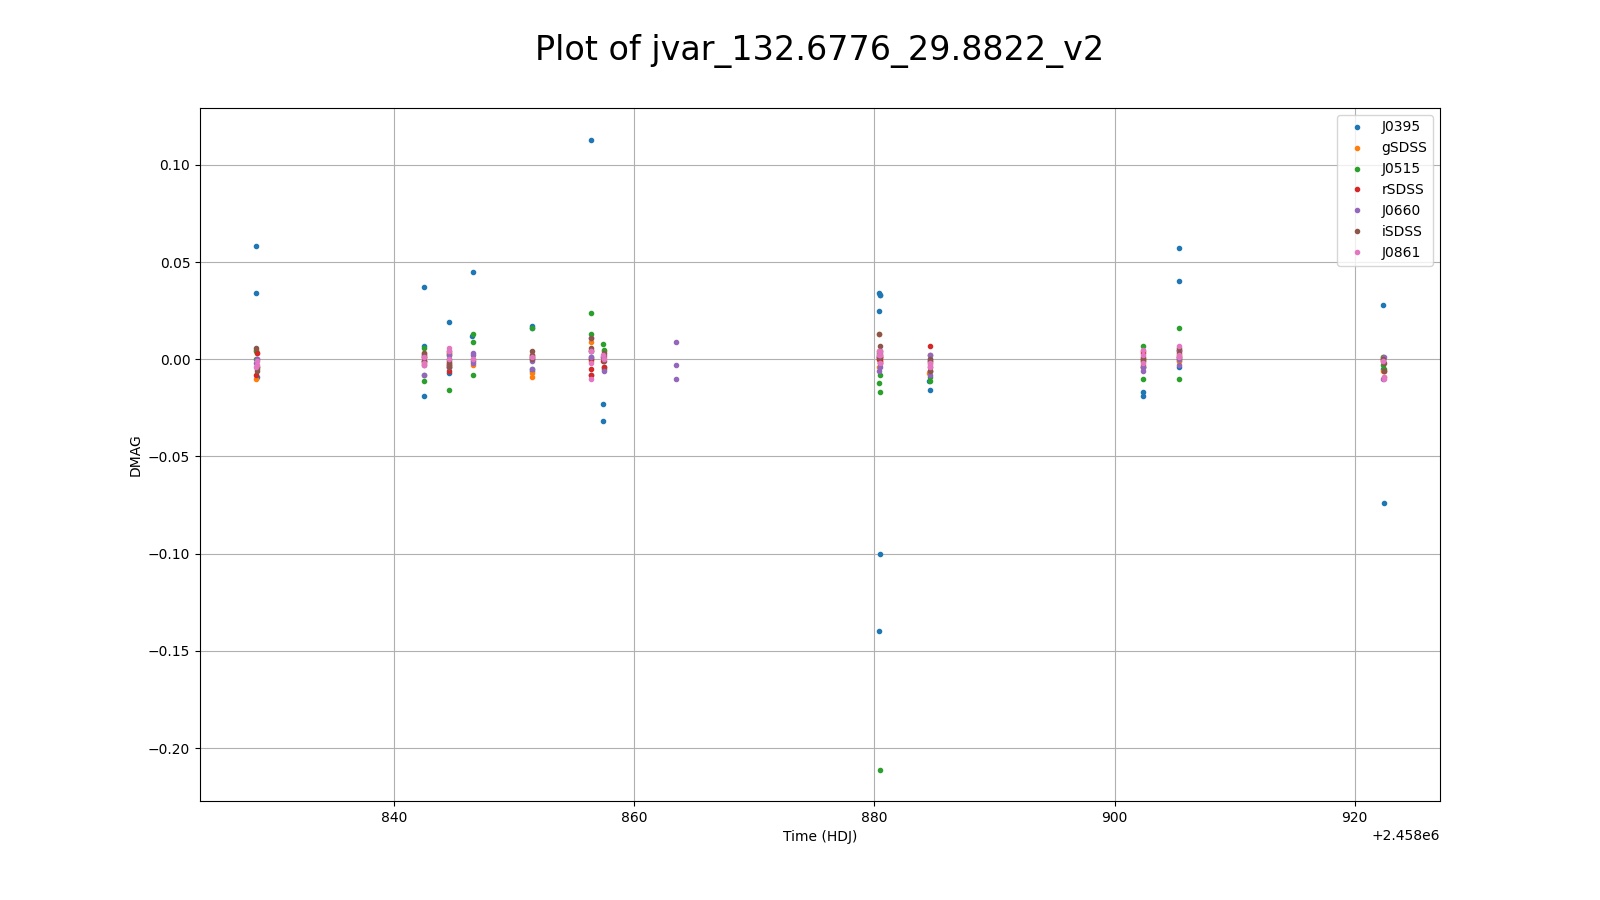 Plot of jvar_132.6776_29.8822_v2
J0395
gSDSS
J0515
rSDSS
J0660
iSDSS
J0861
0.10
0.05
0.00
−0.05
−0.10
−0.15
−0.20
DMAG
840
860
880
900
920
Time (HDJ)
+2.458e6